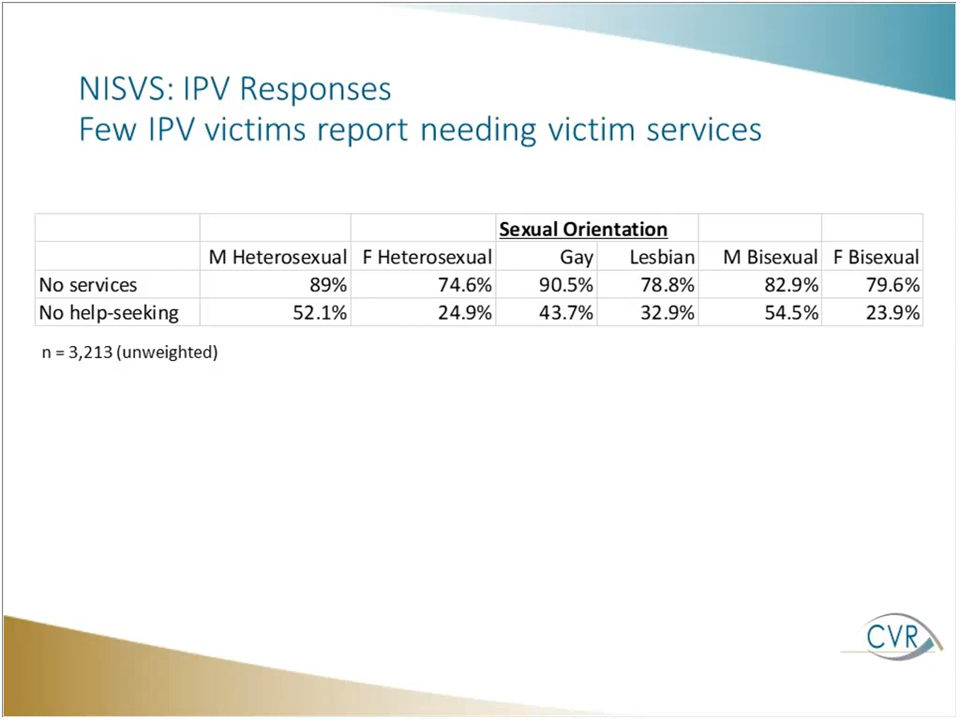 NISVS: IPV Responses
Few IPV victims report needing victim services
Sexual Orientation
M Heterosexual F Heterosexual Gay Lesbian M Bisexual F Bisexual
No services 89% 74.6% 90.5% 78.8% 82.9% 79.6%
No help-seeking 52.1% 24.9% 43.7% 32.9% 54.5% 23.9%
n = 3,213 (unweighted)
CVR